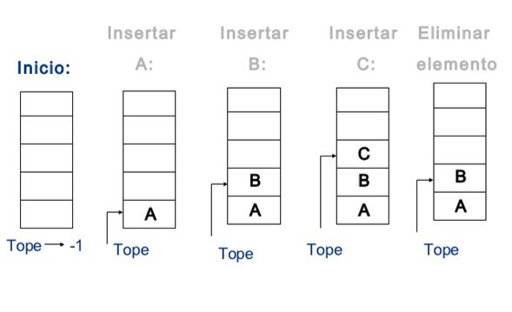 Inicio:
Tope → -1
Insertar
A:
A
Tope
Insertar
B:
B
A
Tope
Insertar
C:
C
B
A
Tope
Eliminar
elemento
B
A
Tope